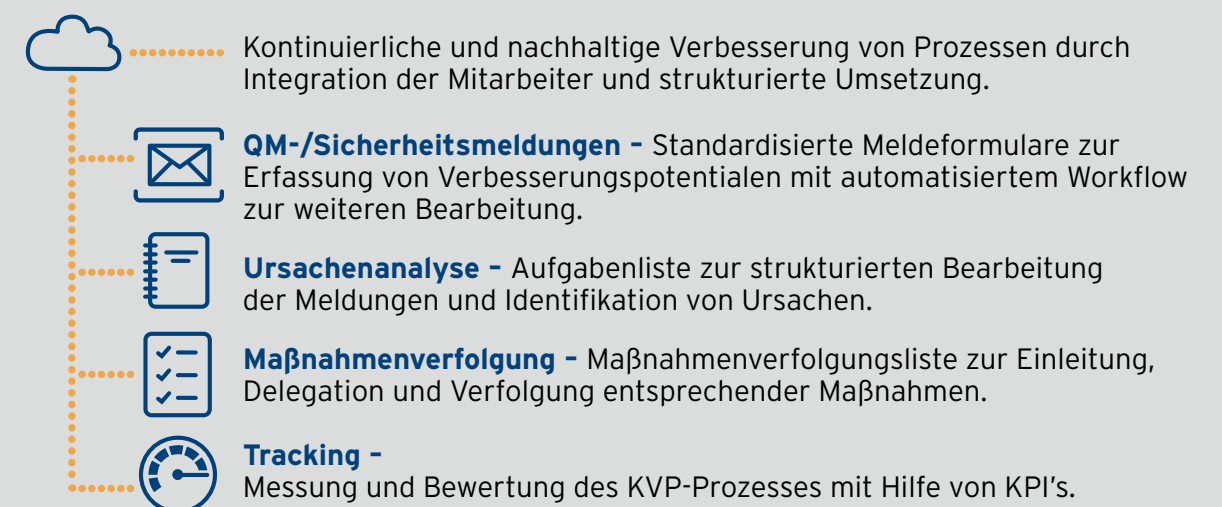 Kontinuierliche und nachhaltige Verbesserung von Prozessen durch
Integration der Mitarbeiter und strukturierte Umsetzung.
QM-/Sicherheitsmeldungen – Standardisierte Meldeformulare zur
Erfassung von Verbesserungspotentialen mit automatisiertem Workflow
zur weiteren Bearbeitung.
Ursachenanalyse – Aufgabenliste zur strukturierten Bearbeitung
der Meldungen und Identifikation von Ursachen.
Maßnahmenverfolgung – Maßnahmenverfolgungsliste zur Einleitung,
Delegation und Verfolgung entsprechender Maßnahmen.
Tracking –
Messung und Bewertung des KVP-Prozesses mit Hilfe von KPI’s.